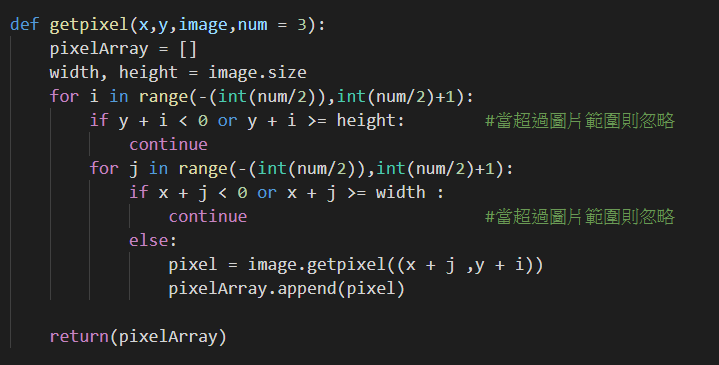 def getpixel(x,y,image,num = 3):
    pixelArray = []
    width, height = image.size
    for i in range(-(int(num/2)),int(num/2)+1):
        if y + i < 0 or y + i >= height:        #當超過圖片範圍則忽略
            continue
        for j in range(-(int(num/2)),int(num/2)+1):
            if x + j < 0 or x + j >= width :
                continue                        #當超過圖片範圍則忽略
            else:
                pixel = image.getpixel((x + j ,y + i))
                pixelArray.append(pixel)

    return(pixelArray)